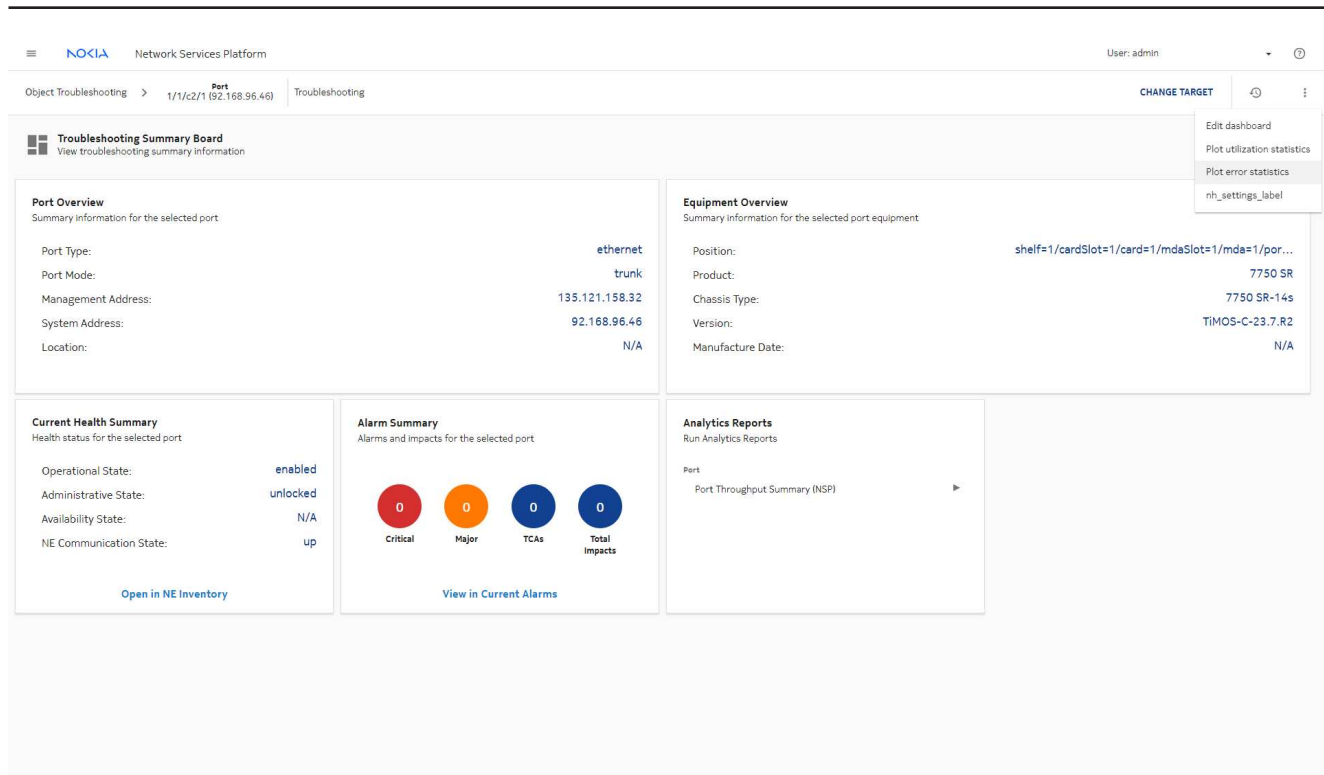 NOKIA Network Services Platform User: admin
Object Troubleshooting > Port 1/1/c2/1 (92.168.96.46) Troubleshooting CHANGE TARGET
Edit dashboard
Plot utilization statistics
Plot error statistics
nh_settings_label
Troubleshooting Summary Board
View troubleshooting summary information
Port Overview
Summary information for the selected port
Port Type: ethernet
Port Mode: trunk
Management Address: 135.121.158.32
System Address: 92.168.96.46
Location: N/A
Equipment Overview
Summary information for the selected port equipment
Position: shelf=1/cardSlot=1/card=1/mdaSlot=1/mda=1/por...
Product: 7750 SR
Chassis Type: 7750 SR-14s
Version: TiMOS-C-23.7.R2
Manufacture Date: N/A
Current Health Summary
Health status for the selected port
Operational State: enabled
Administrative State: unlocked
Availability State: N/A
NE Communication State: up
Open in NE Inventory
Alarm Summary
Alarms and impacts for the selected port
0 0 0 0
Critical Major TCAs Total Impacts
View in Current Alarms
Analytics Reports
Run Analytics Reports
Port
Port Throughput Summary (NSP)